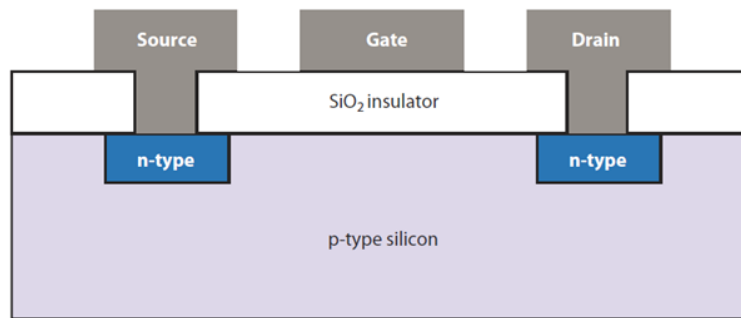 Source Gate Drain
SiO₂ insulator
n-type n-type
p-type silicon